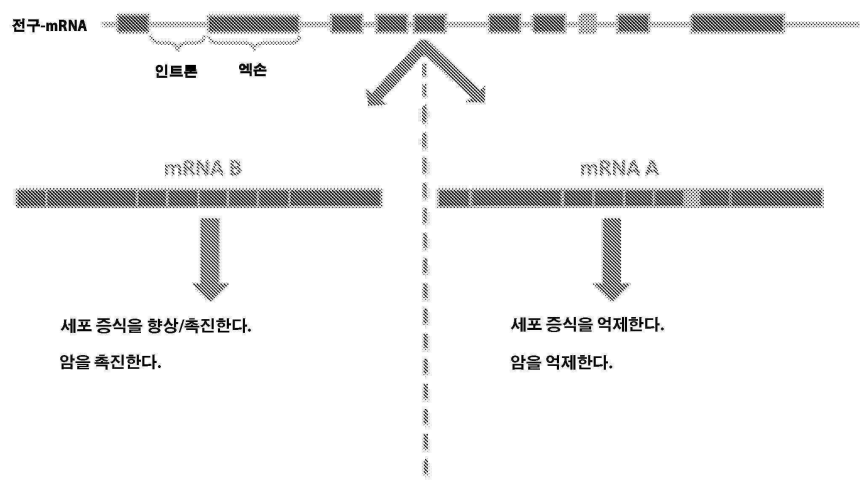 전구-mRNA
인트론
엑손
mRNA B
mRNA A
세포 증식을 향상/촉진한다.
암을 촉진한다.
세포 증식을 억제한다.
암을 억제한다.